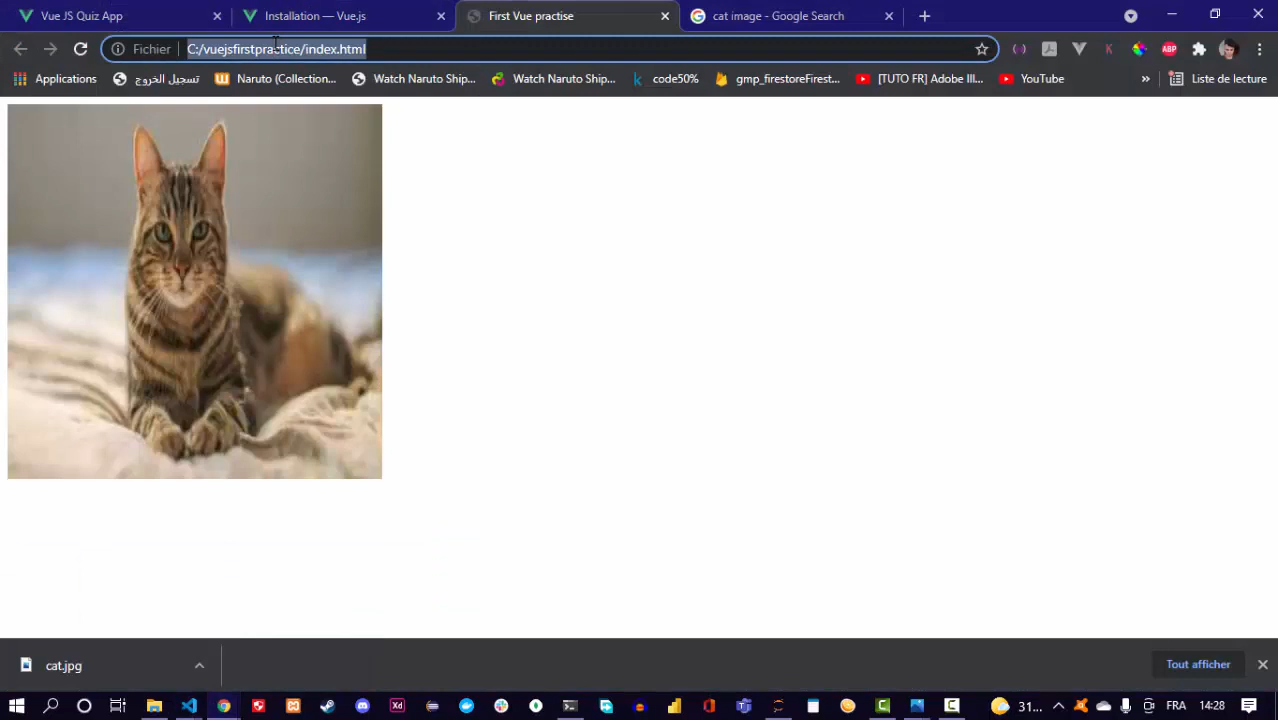 Vue JS Quiz App
Installation — Vue.js
First Vue practise
cat image - Google Search
Fichier
C:/vuejsfirstpractice/index.html
Applications
تسجيل الخروج
Naruto (Collection...
Watch Naruto Ship...
Watch Naruto Ship...
code50%
gmp_firestoreFirest...
[TUTO FR] Adobe Ill...
YouTube
»
Liste de lecture
ABP
cat.jpg
Tout afficher
Xd
31...
FRA
14:28